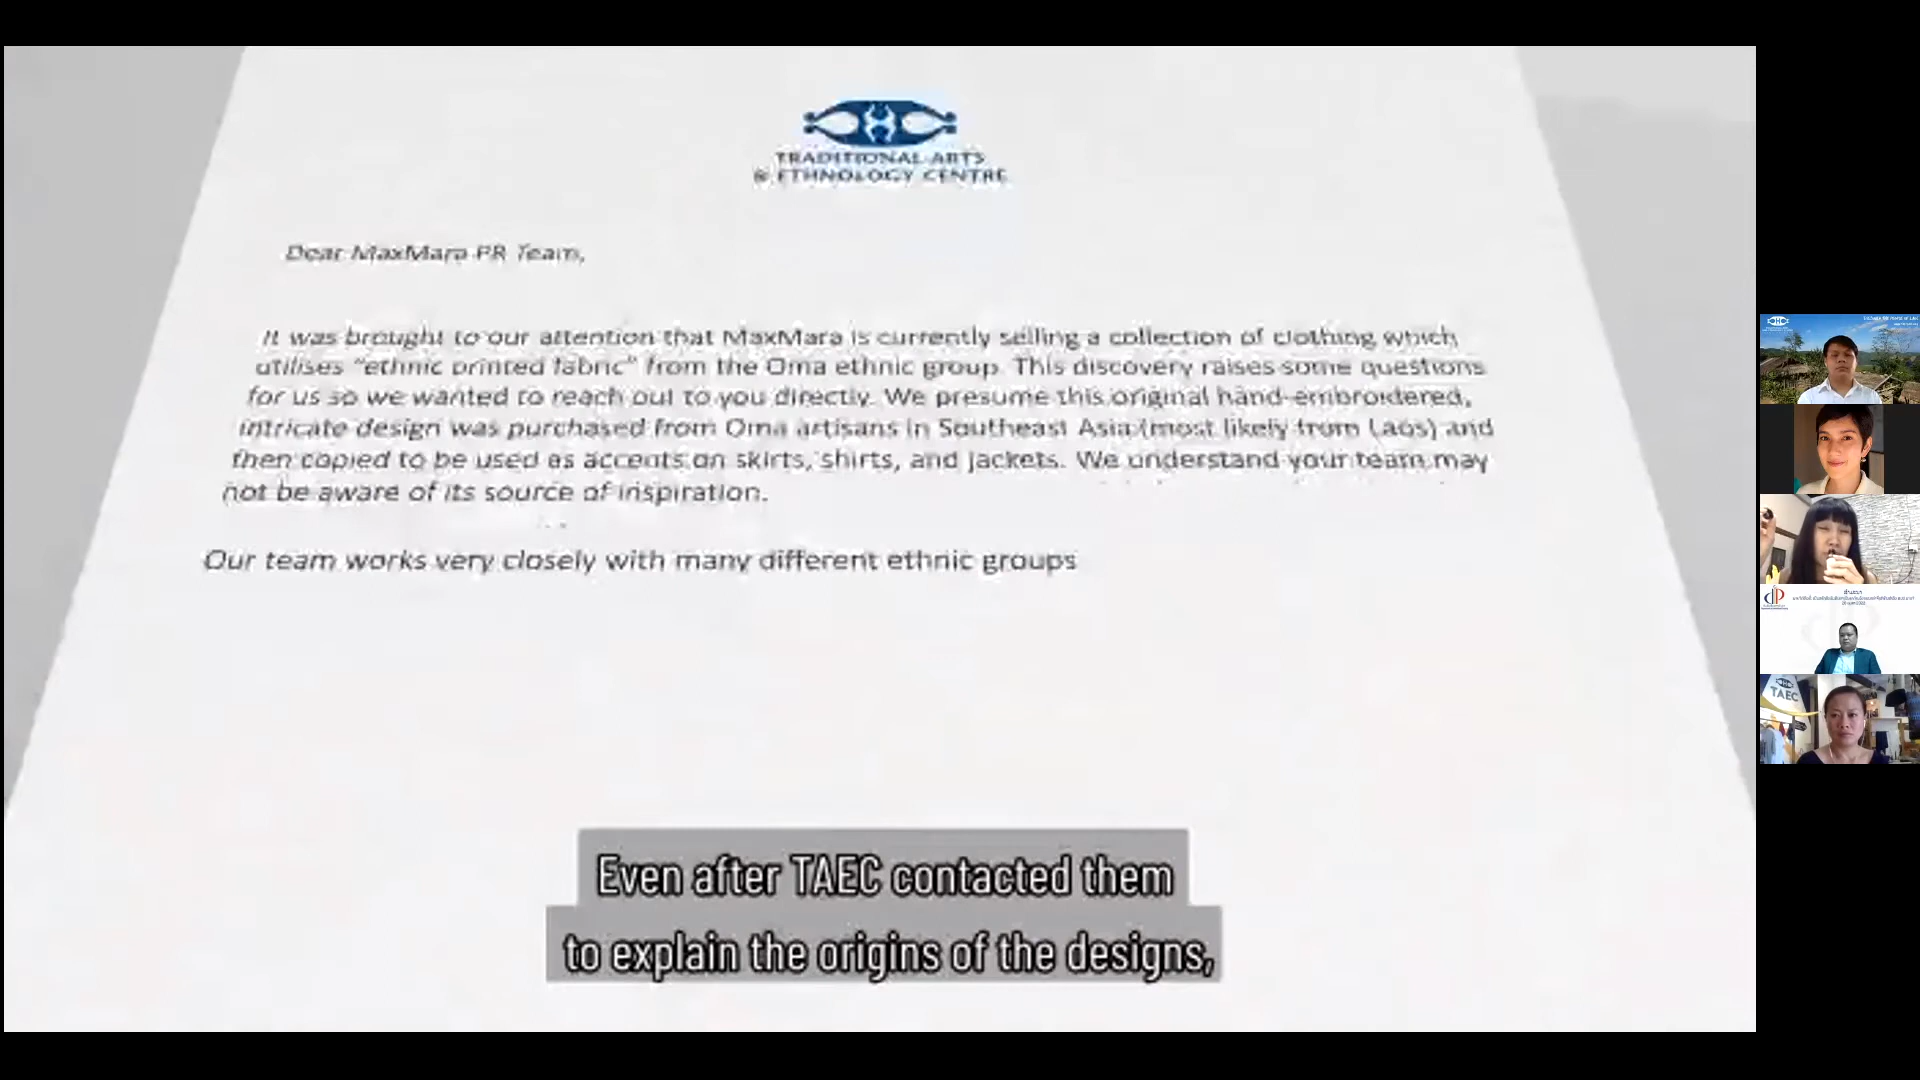 TRADITIONAL ARTS
& ETHNOLOGY CENTRE
Dear MaxMara PR Team,
It was brought to our attention that MaxMara is currently selling a collection of clothing which
utilises "ethnic printed fabric" from the Oma ethnic group. This discovery raises some questions
for us so we wanted to reach out to you directly. We presume this original hand-embroidered,
intricate design was purchased from Oma artisans in Southeast Asia (most likely from Laos) and
then copied to be used as accents on skirts, shirts, and jackets. We understand your team may
not be aware of its source of inspiration.
Our team works very closely with many different ethnic groups
Even after TAEC contacted them
to explain the origins of the designs,
TAEC